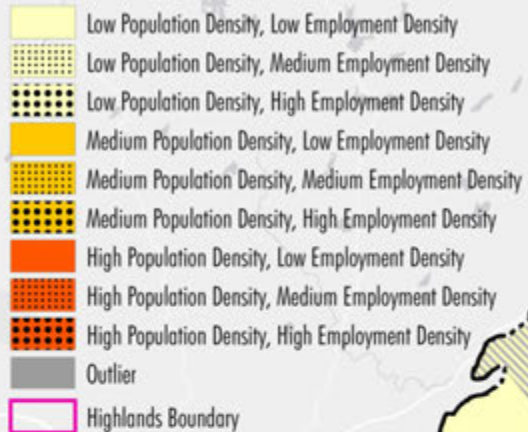 Low Population Density, Low Employment Density
Low Population Density, Medium Employment Density
Low Population Density, High Employment Density
Medium Population Density, Low Employment Density
Medium Population Density, Medium Employment Density
Medium Population Density, High Employment Density
High Population Density, Low Employment Density
High Population Density, Medium Employment Density
High Population Density, High Employment Density
Outlier
Highlands Boundary